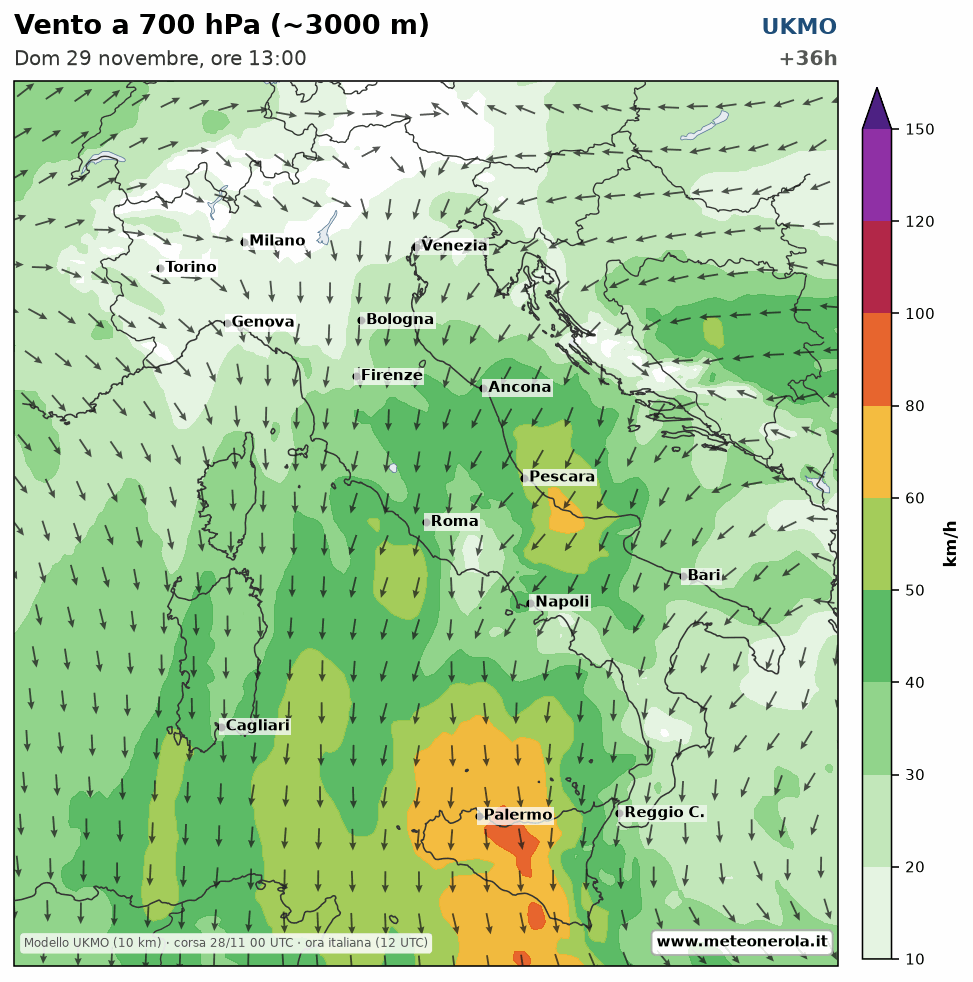 Vento a 700 hPa (~3000 m)
UKMO
Dom 29 novembre, ore 13:00
+36h
150
120
100
80
60
50
40
30
20
10
km/h
Milano
Venezia
Torino
Genova
Bologna
Firenze
Ancona
Pescara
Roma
Bari
Napoli
Cagliari
Palermo
Reggio C.
Modello UKMO (10 km) · corsa 28/11 00 UTC · ora italiana (12 UTC)
www.meteonerola.it